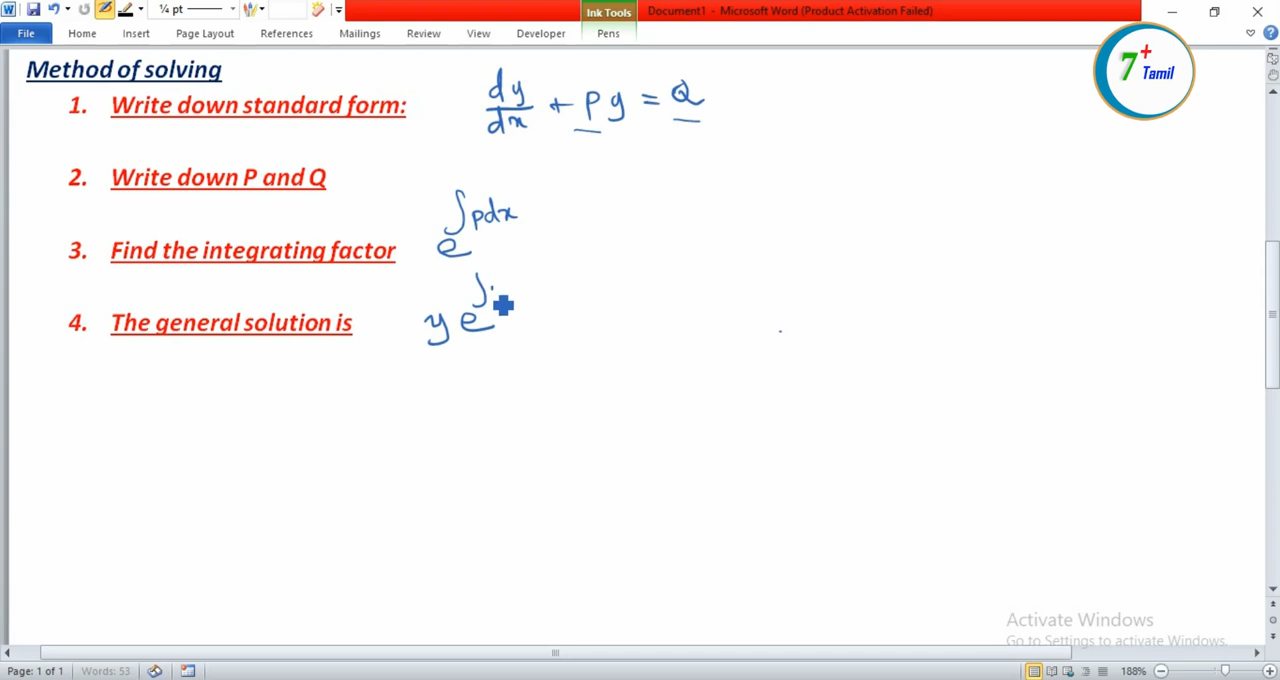 Ink Tools
Document1 - Microsoft Word (Product Activation Failed)
¼ pt
File Home Insert Page Layout References Mailings Review View Developer Pens
7+ Tamil
Method of solving
1. Write down standard form: dy/dx + Py = Q
2. Write down P and Q
∫pdx
3. Find the integrating factor e
∫
4. The general solution is y e
Activate Windows
Go to Settings to activate Windows.
Page: 1 of 1 Words: 53 188%